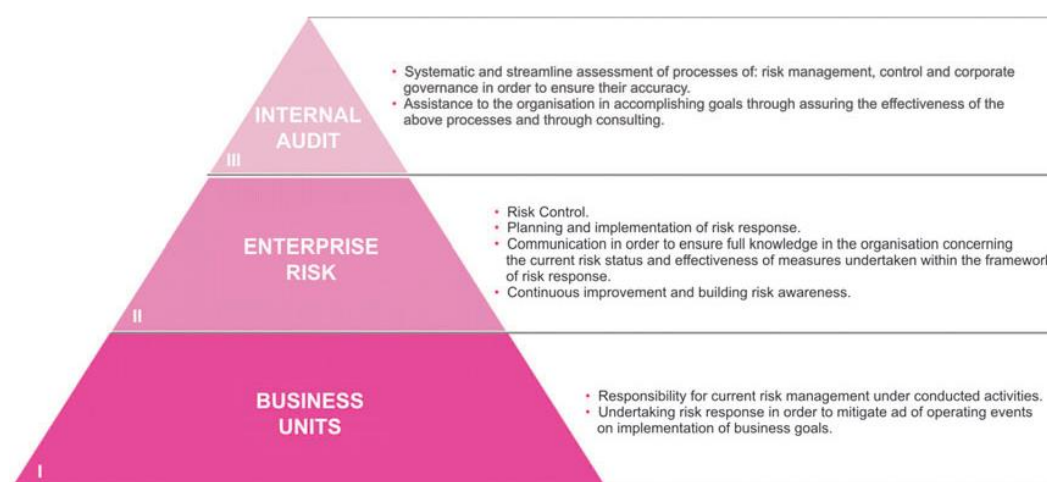 INTERNAL
AUDIT
III
• Systematic and streamline assessment of processes of: risk management, control and corporate
governance in order to ensure their accuracy.
• Assistance to the organisation in accomplishing goals through assuring the effectiveness of the
above processes and through consulting.
ENTERPRISE
RISK
II
• Risk Control.
• Planning and implementation of risk response.
• Communication in order to ensure full knowledge in the organisation concerning
the current risk status and effectiveness of measures undertaken within the framework
of risk response.
• Continuous improvement and building risk awareness.
BUSINESS
UNITS
I
• Responsibility for current risk management under conducted activities.
• Undertaking risk response in order to mitigate ad of operating events
on implementation of business goals.